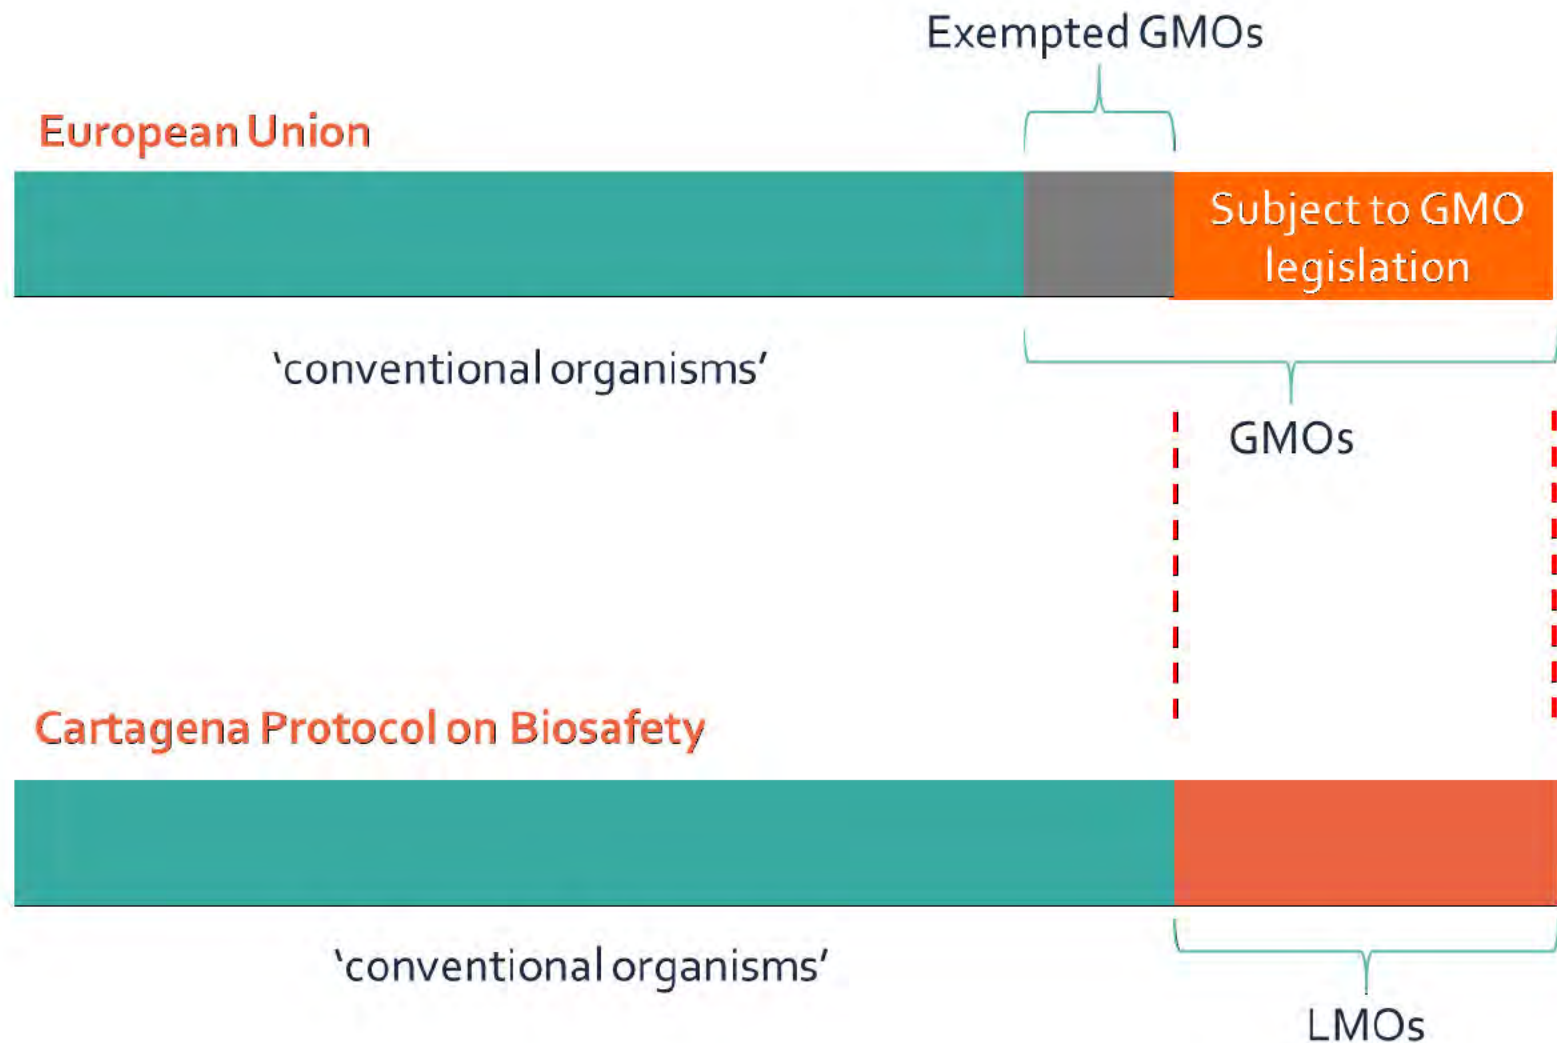 Exempted GMOs
European Union
Subject to GMO
legislation
'conventional organisms'
GMOs
Cartagena Protocol on Biosafety
'conventional organisms'
LMOs